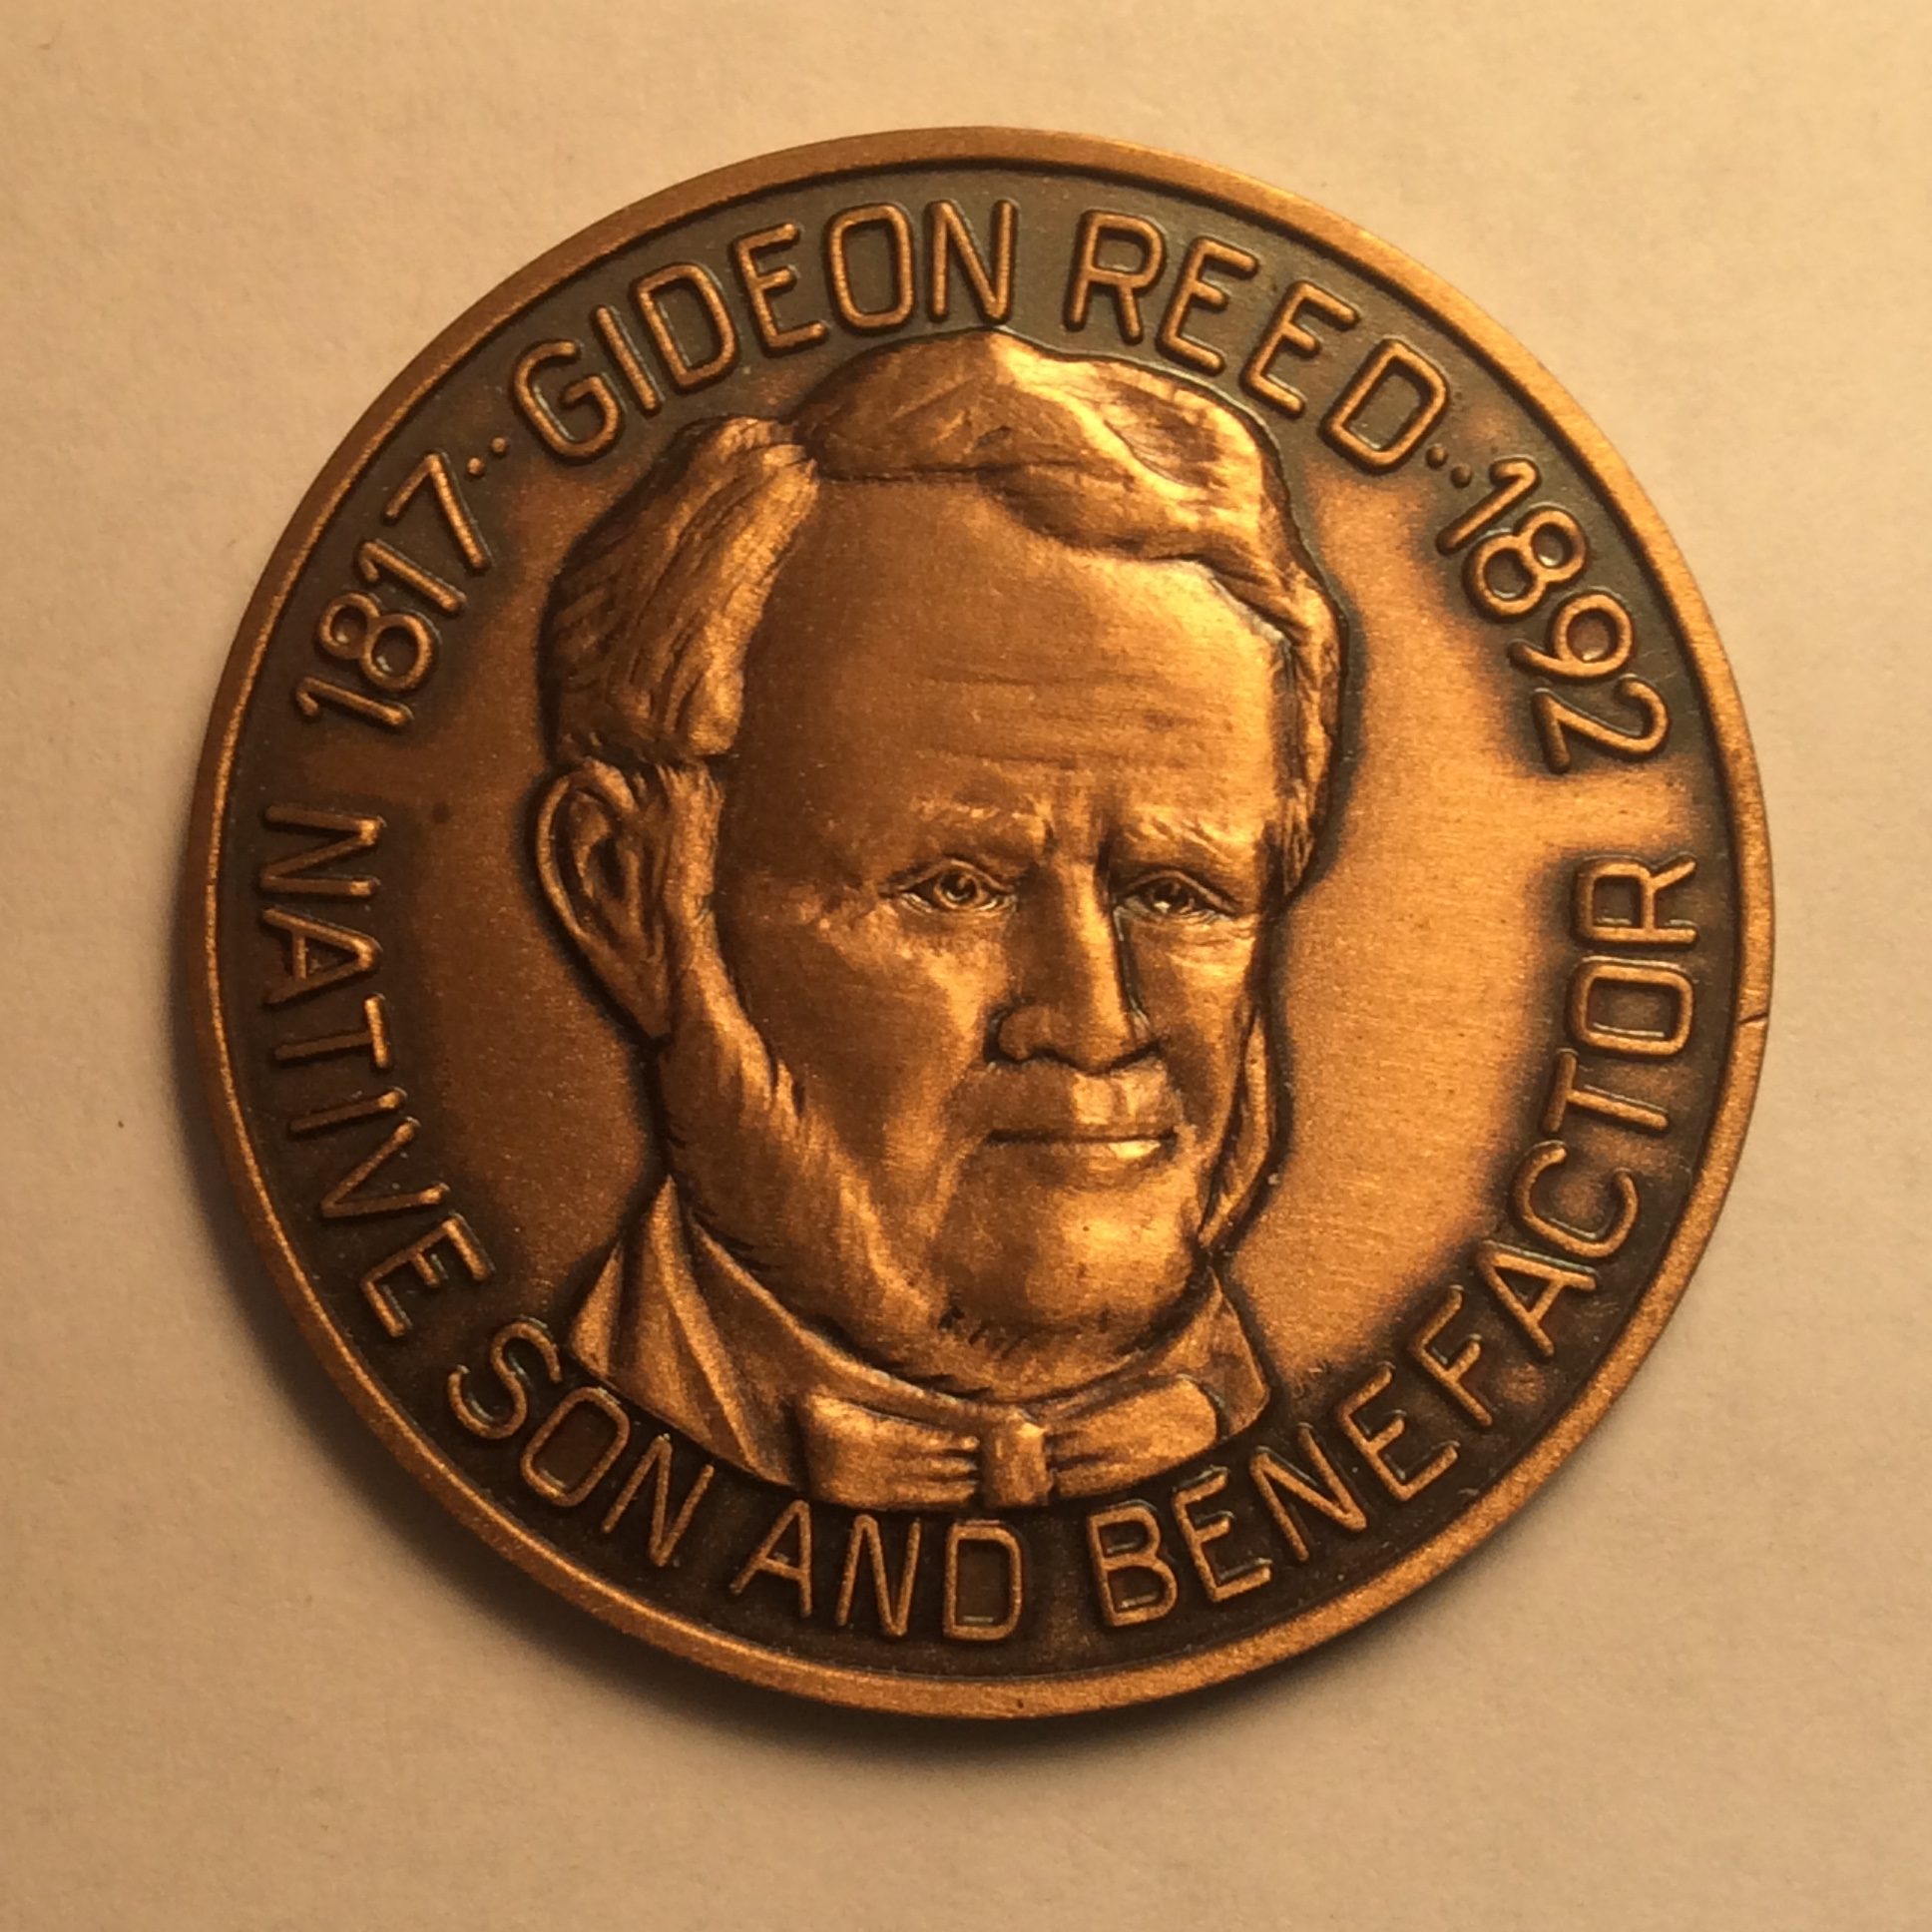 1817··GIDEON REED··1892
NATIVE SON AND BENEFACTOR